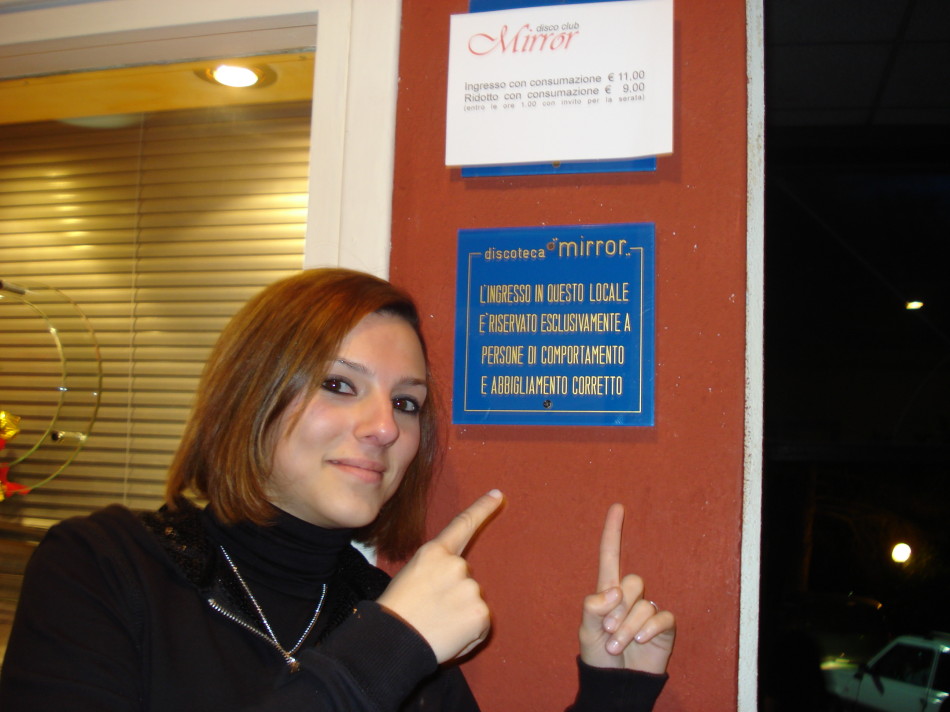 disco club
Mirror
Ingresso con consumazione € 11,00
Ridotto con consumazione € 9,00
(entro le ore 1,00 con invito per la serata)
discoteca "mirror"
L'INGRESSO IN QUESTO LOCALE
E' RISERVATO ESCLUSIVAMENTE A
PERSONE DI COMPORTAMENTO
E ABBIGLIAMENTO CORRETTO